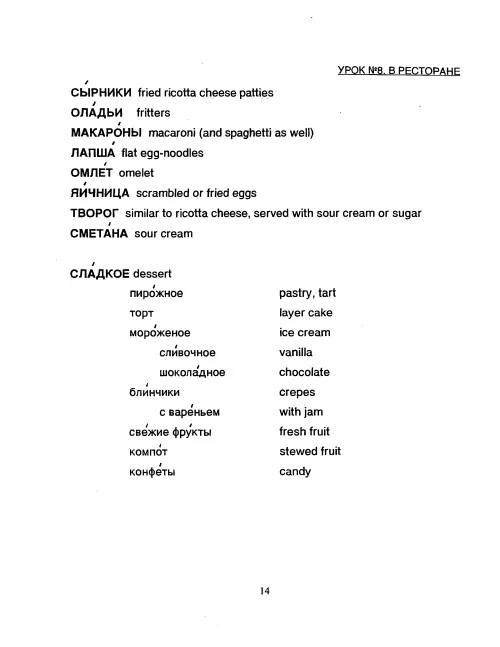 УРОК №8. В РЕСТОРАНЕ
СЫ́РНИКИ fried ricotta cheese patties
ОЛА́ДЬИ fritters
МАКАРО́НЫ macaroni (and spaghetti as well)
ЛАПША́ flat egg-noodles
ОМЛЕ́Т omelet
ЯИ́ЧНИЦА scrambled or fried eggs
ТВОРОГ similar to ricotta cheese, served with sour cream or sugar
СМЕТА́НА sour cream
СЛА́ДКОЕ dessert
пиро́жное pastry, tart
торт layer cake
моро́женое ice cream
сли́вочное vanilla
шокола́дное chocolate
бли́нчики crepes
с варе́ньем with jam
све́жие фру́кты fresh fruit
компо́т stewed fruit
конфе́ты candy
14